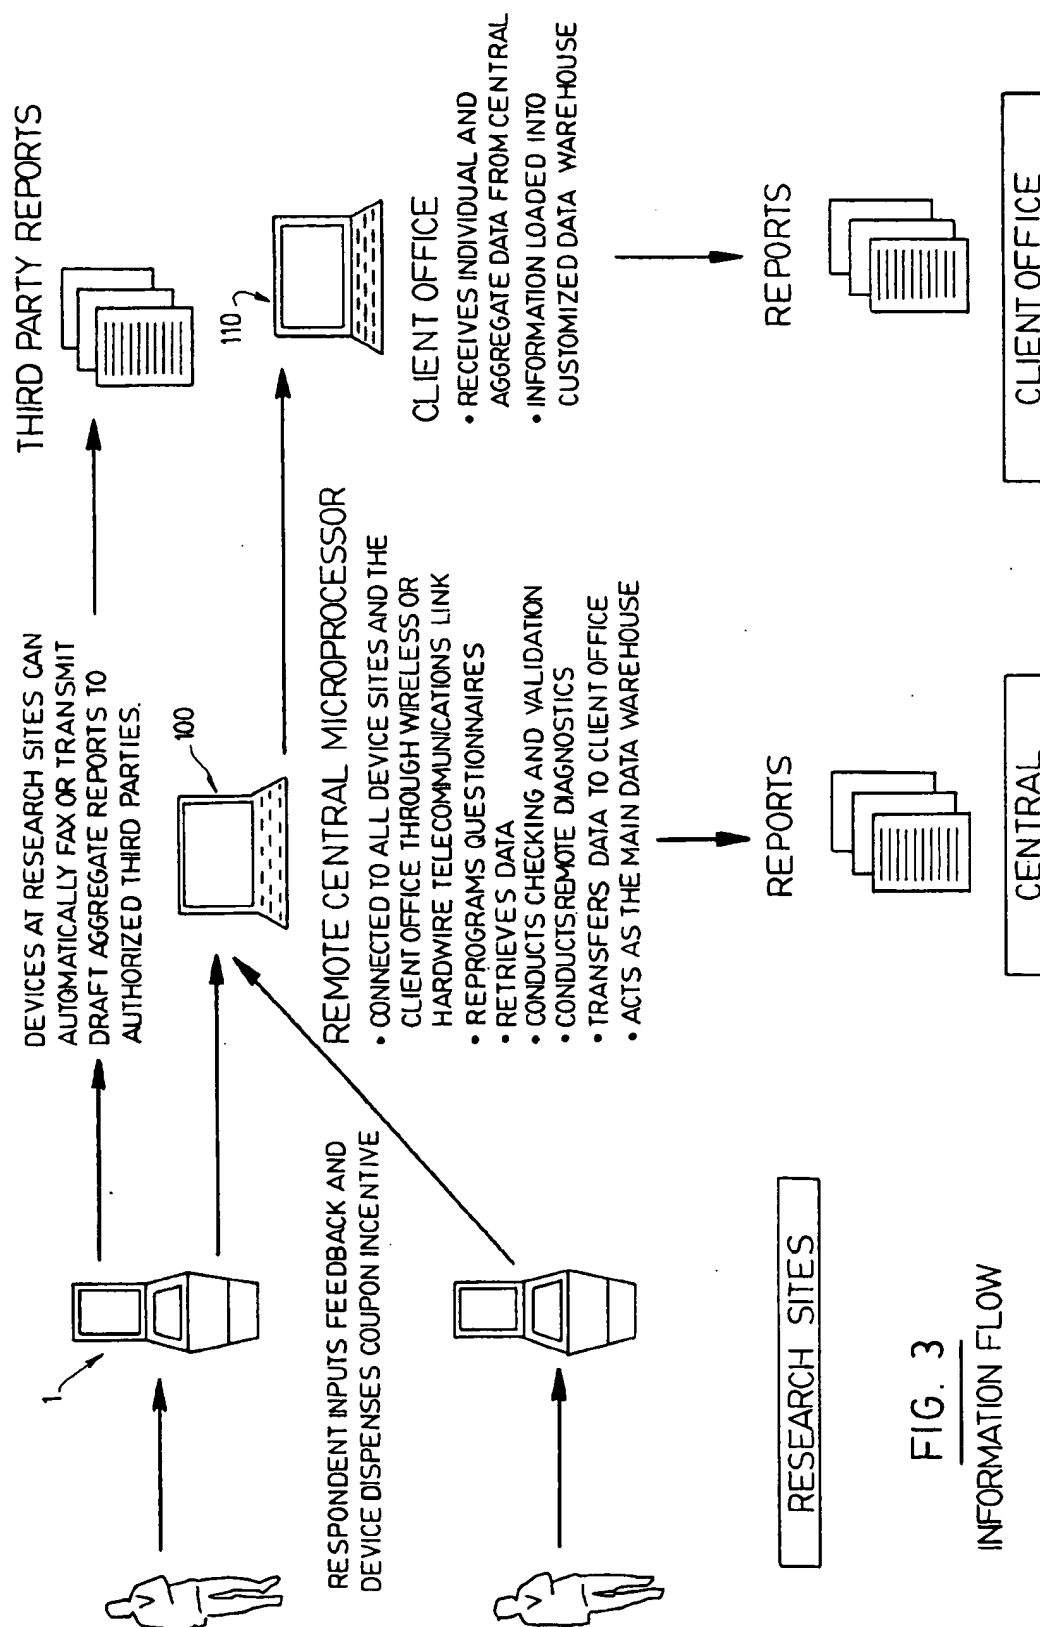 THIRD PARTY REPORTS
DEVICES AT RESEARCH SITES CAN
AUTOMATICALLY FAX OR TRANSMIT
DRAFT AGGREGATE REPORTS TO
AUTHORIZED THIRD PARTIES.
1
100
110
RESPONDENT INPUTS FEEDBACK AND
DEVICE DISPENSES COUPON INCENTIVE
REMOTE CENTRAL MICROPROCESSOR
• CONNECTED TO ALL DEVICE SITES AND THE
CLIENT OFFICE THROUGH WIRELESS OR
HARDWIRE TELECOMMUNICATIONS LINK
• REPROGRAMS QUESTIONNAIRES
• RETRIEVES DATA
• CONDUCTS CHECKING AND VALIDATION
• CONDUCTS REMOTE DIAGNOSTICS
• TRANSFERS DATA TO CLIENT OFFICE
• ACTS AS THE MAIN DATA WAREHOUSE
CLIENT OFFICE
• RECEIVES INDIVIDUAL AND
AGGREGATE DATA FROM CENTRAL
• INFORMATION LOADED INTO
CUSTOMIZED DATA WAREHOUSE
REPORTS
REPORTS
RESEARCH SITES
CENTRAL
CLIENT OFFICE
FIG. 3
INFORMATION FLOW